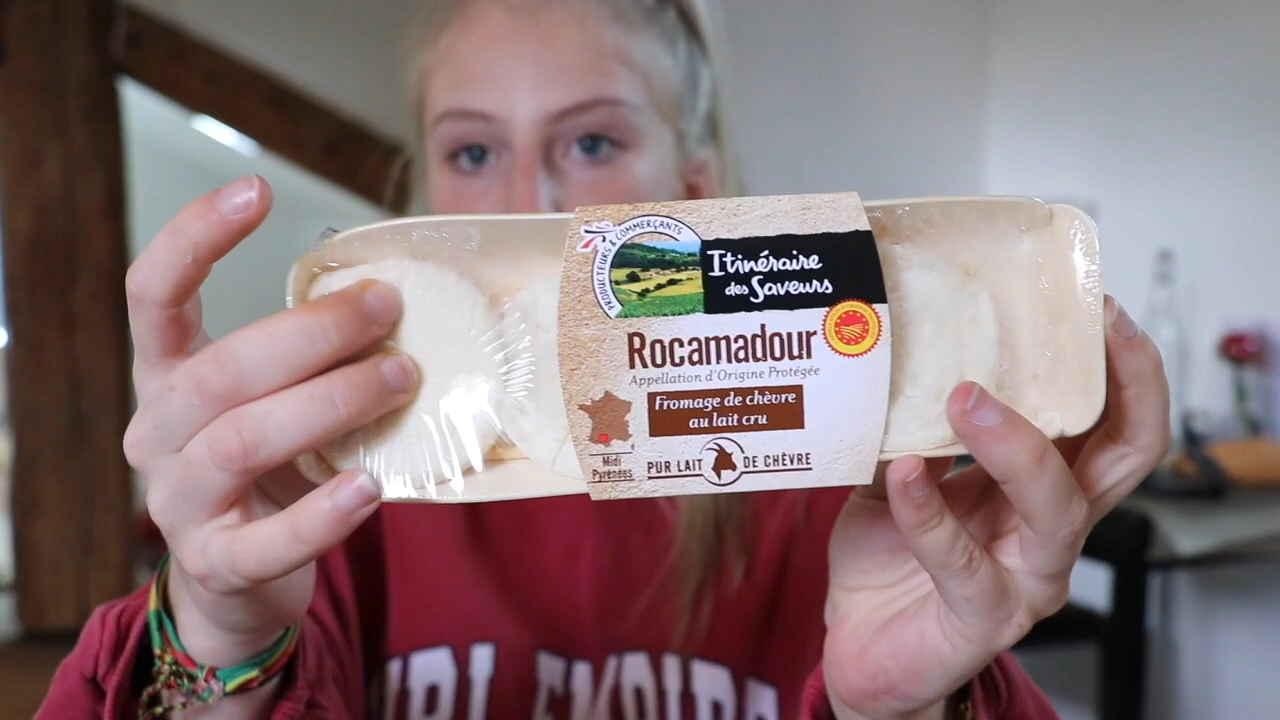 PRODUCTEURS & COMMERÇANTS
Itinéraire
des Saveurs
Rocamadour
Appellation d'Origine Protégée
Fromage de chèvre
au lait cru
Midi
Pyrénées
PUR LAIT DE CHÈVRE